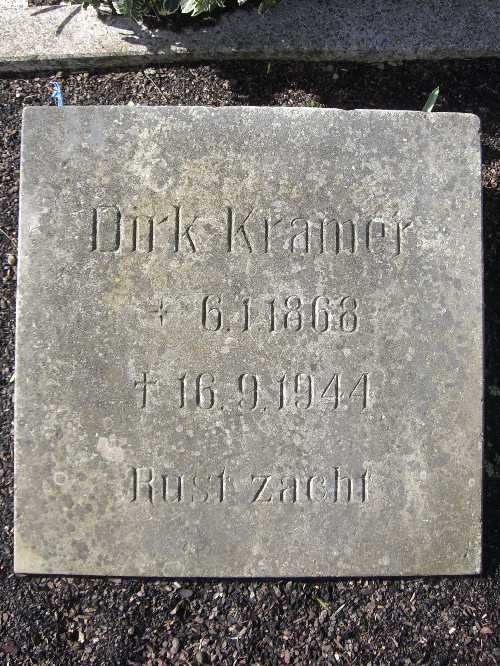 Dirk Kramer
* 6.1.1868
† 16.9.1944
Rust zacht